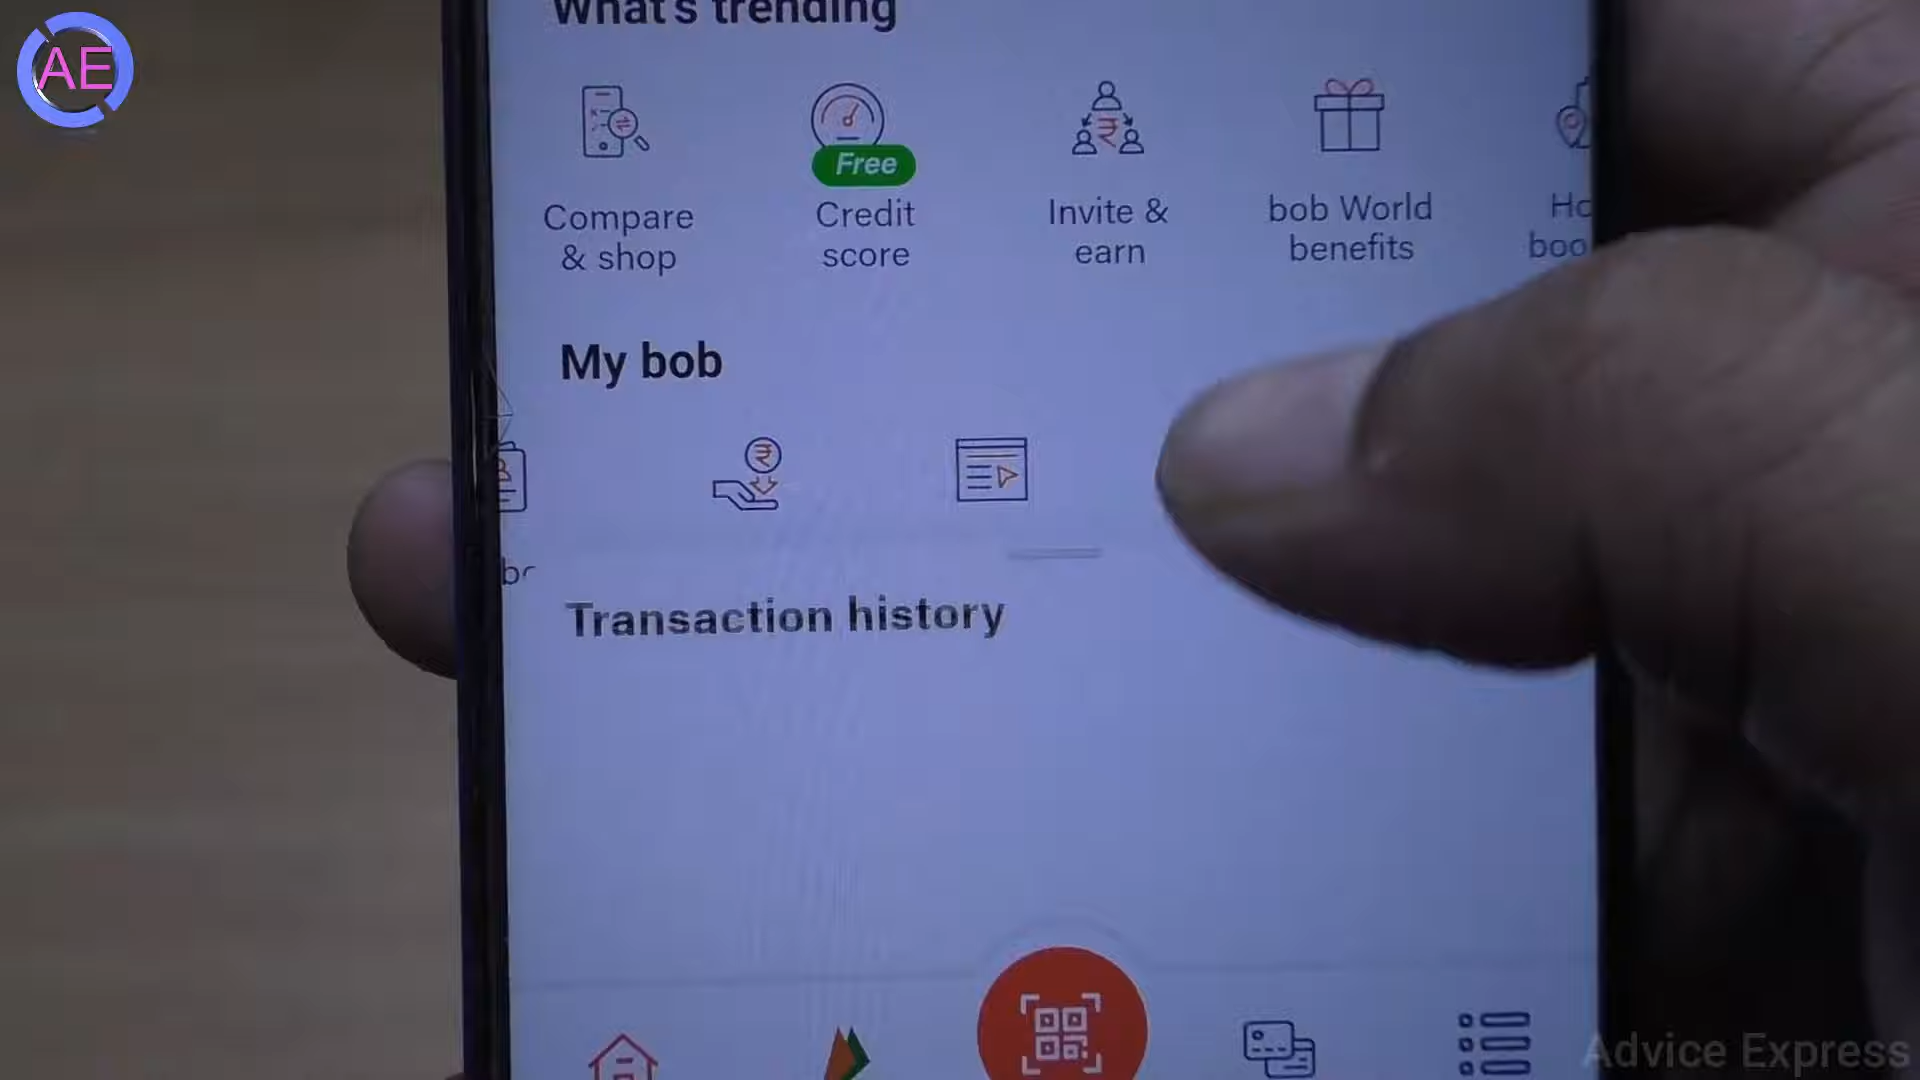 AE
What's trending
Free
Compare
& shop
Credit
score
Invite &
earn
bob World
benefits
My bob
Transaction history
Advice Express